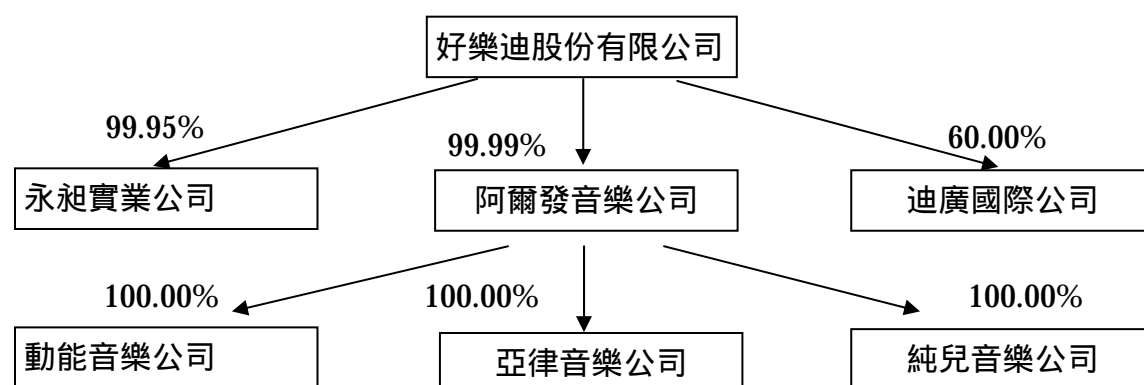 好樂迪股份有限公司
99.95%
99.99%
60.00%
永昶實業公司
阿爾發音樂公司
迪廣國際公司
100.00%
100.00%
100.00%
動能音樂公司
亞律音樂公司
純兒音樂公司